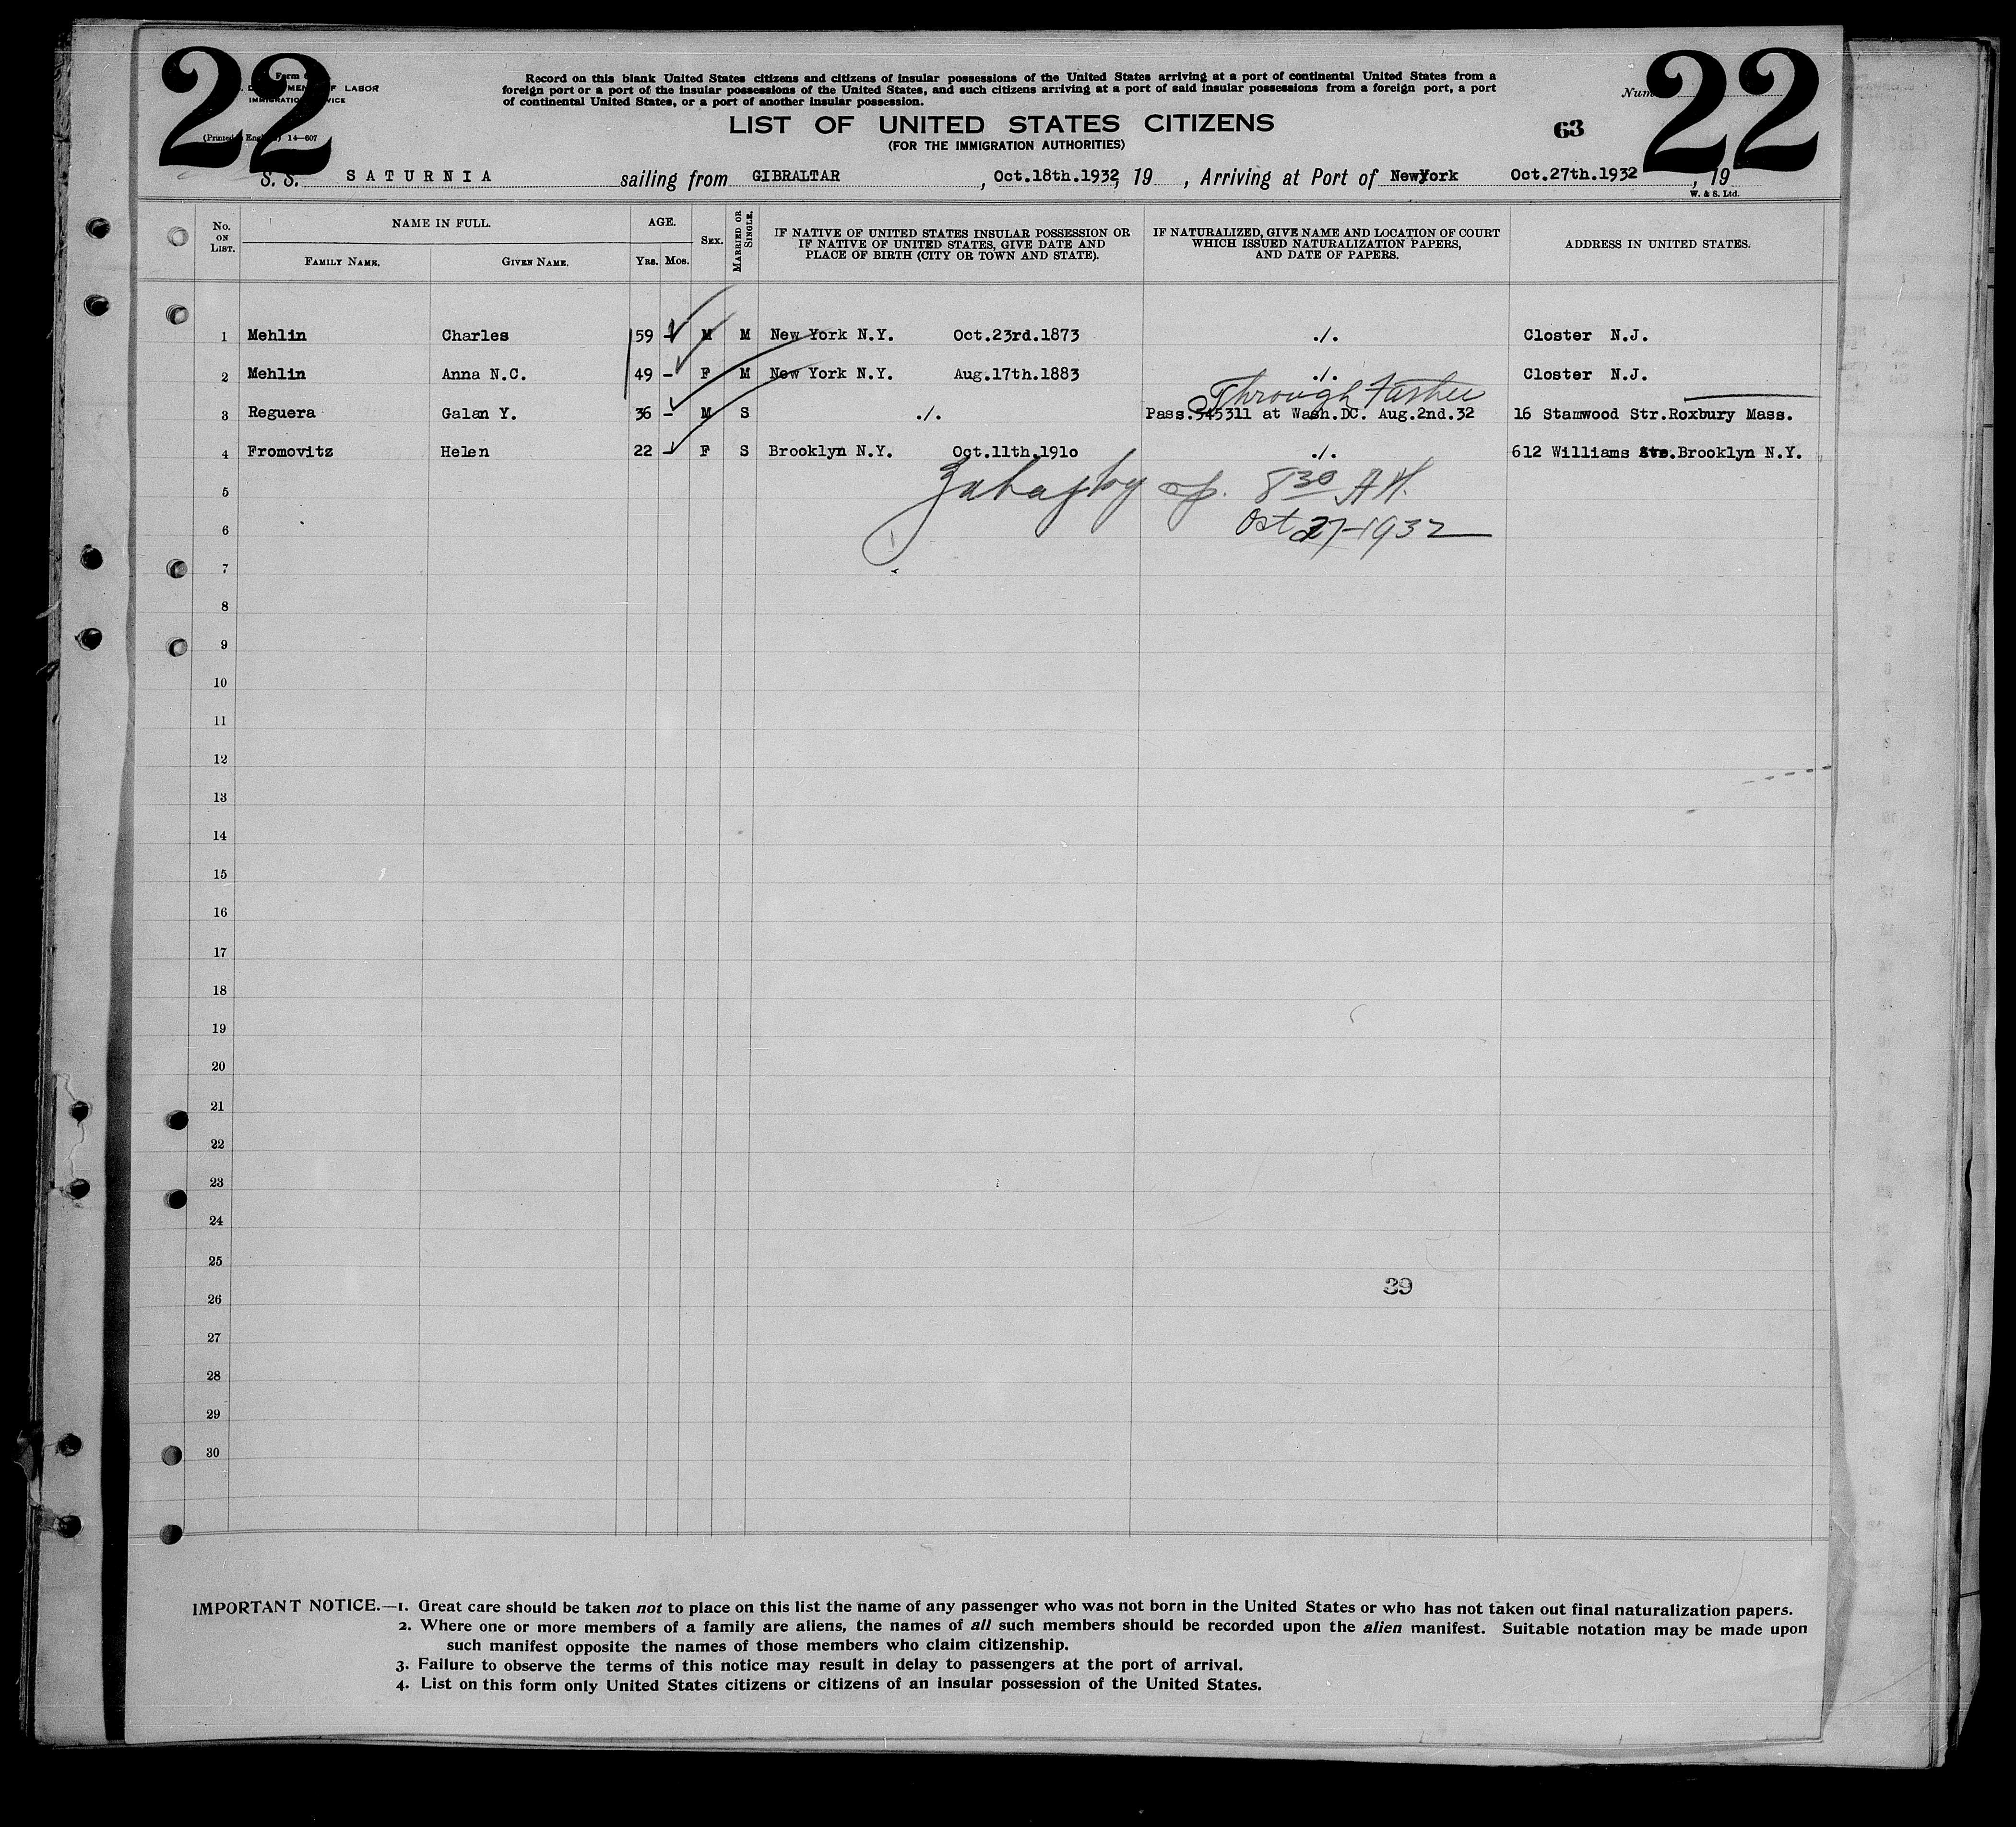 22
22
Form
D MEN F LABOR
IMMIGRATIO VICE
(Printed Eng ) 14—607
Record on this blank United States citizens and citizens of insular possessions of the United States arriving at a port of continental United States from a
foreign port or a port of the insular possessions of the United States, and such citizens arriving at a port of said insular possessions from a foreign port, a port
of continental United States, or a port of another insular possession.
Num
LIST OF UNITED STATES CITIZENS
(FOR THE IMMIGRATION AUTHORITIES)
63
S. S. SATURNIA sailing from GIBRALTAR , Oct.18th.1932, 19 , Arriving at Port of NewYork Oct.27th.1932, 19
W. & S. Ltd.
No. ON LIST. NAME IN FULL. FAMILY NAME. GIVEN NAME. AGE. YRS. MOS. SEX. MARRIED OR SINGLE.
IF NATIVE OF UNITED STATES INSULAR POSSESSION OR
IF NATIVE OF UNITED STATES, GIVE DATE AND
PLACE OF BIRTH (CITY OR TOWN AND STATE).
IF NATURALIZED, GIVE NAME AND LOCATION OF COURT
WHICH ISSUED NATURALIZATION PAPERS,
AND DATE OF PAPERS.
ADDRESS IN UNITED STATES.
1 Mehlin Charles 59 - M M New York N.Y. Oct.23rd.1873 ./. Closter N.J.
2 Mehlin Anna N.C. 49 - F M New York N.Y. Aug.17th.1883 ./. Closter N.J.
Through Father
3 Reguera Galan Y. 36 - M S ./. Pass.545311 at Wash.DC. Aug.2nd.32 16 Stamwood Str.Roxbury Mass.
4 Fromovitz Helen 22 - F S Brooklyn N.Y. Oct.11th.191o ./. 612 Williams Brooklyn N.Y.
5 8 30 A M.
6 Oct 27-1932
7
8
9
10
11
12
13
14
15
16
17
18
19
20
21
22
23
24
25
39
26
27
28
29
30
IMPORTANT NOTICE.—1. Great care should be taken not to place on this list the name of any passenger who was not born in the United States or who has not taken out final naturalization papers.
2. Where one or more members of a family are aliens, the names of all such members should be recorded upon the alien manifest. Suitable notation may be made upon
such manifest opposite the names of those members who claim citizenship.
3. Failure to observe the terms of this notice may result in delay to passengers at the port of arrival.
4. List on this form only United States citizens or citizens of an insular possession of the United States.